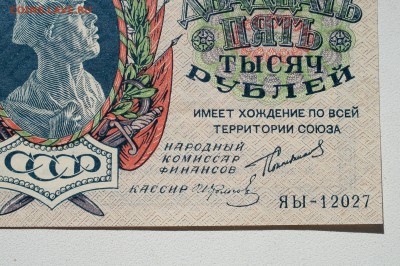 ДВАДЦАТЬ
ПЯТЬ
ТЫСЯЧ
РУБЛЕЙ
ИМЕЕТ ХОЖДЕНИЕ ПО ВСЕЙ
ТЕРРИТОРИИ СОЮЗА
СССР
НАРОДНЫЙ
КОМИССАР
ФИНАНСОВ
КАССИР
ЯЫ-12027